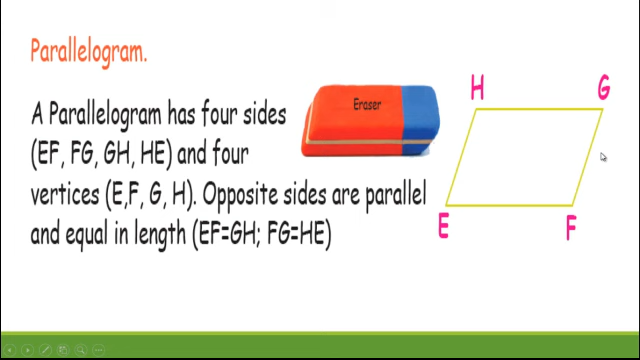 Parallelogram.
Eraser
H
G
A Parallelogram has four sides
(EF, FG, GH, HE) and four
vertices (E,F, G, H). Opposite sides are parallel
and equal in length (EF=GH; FG=HE)
E
F